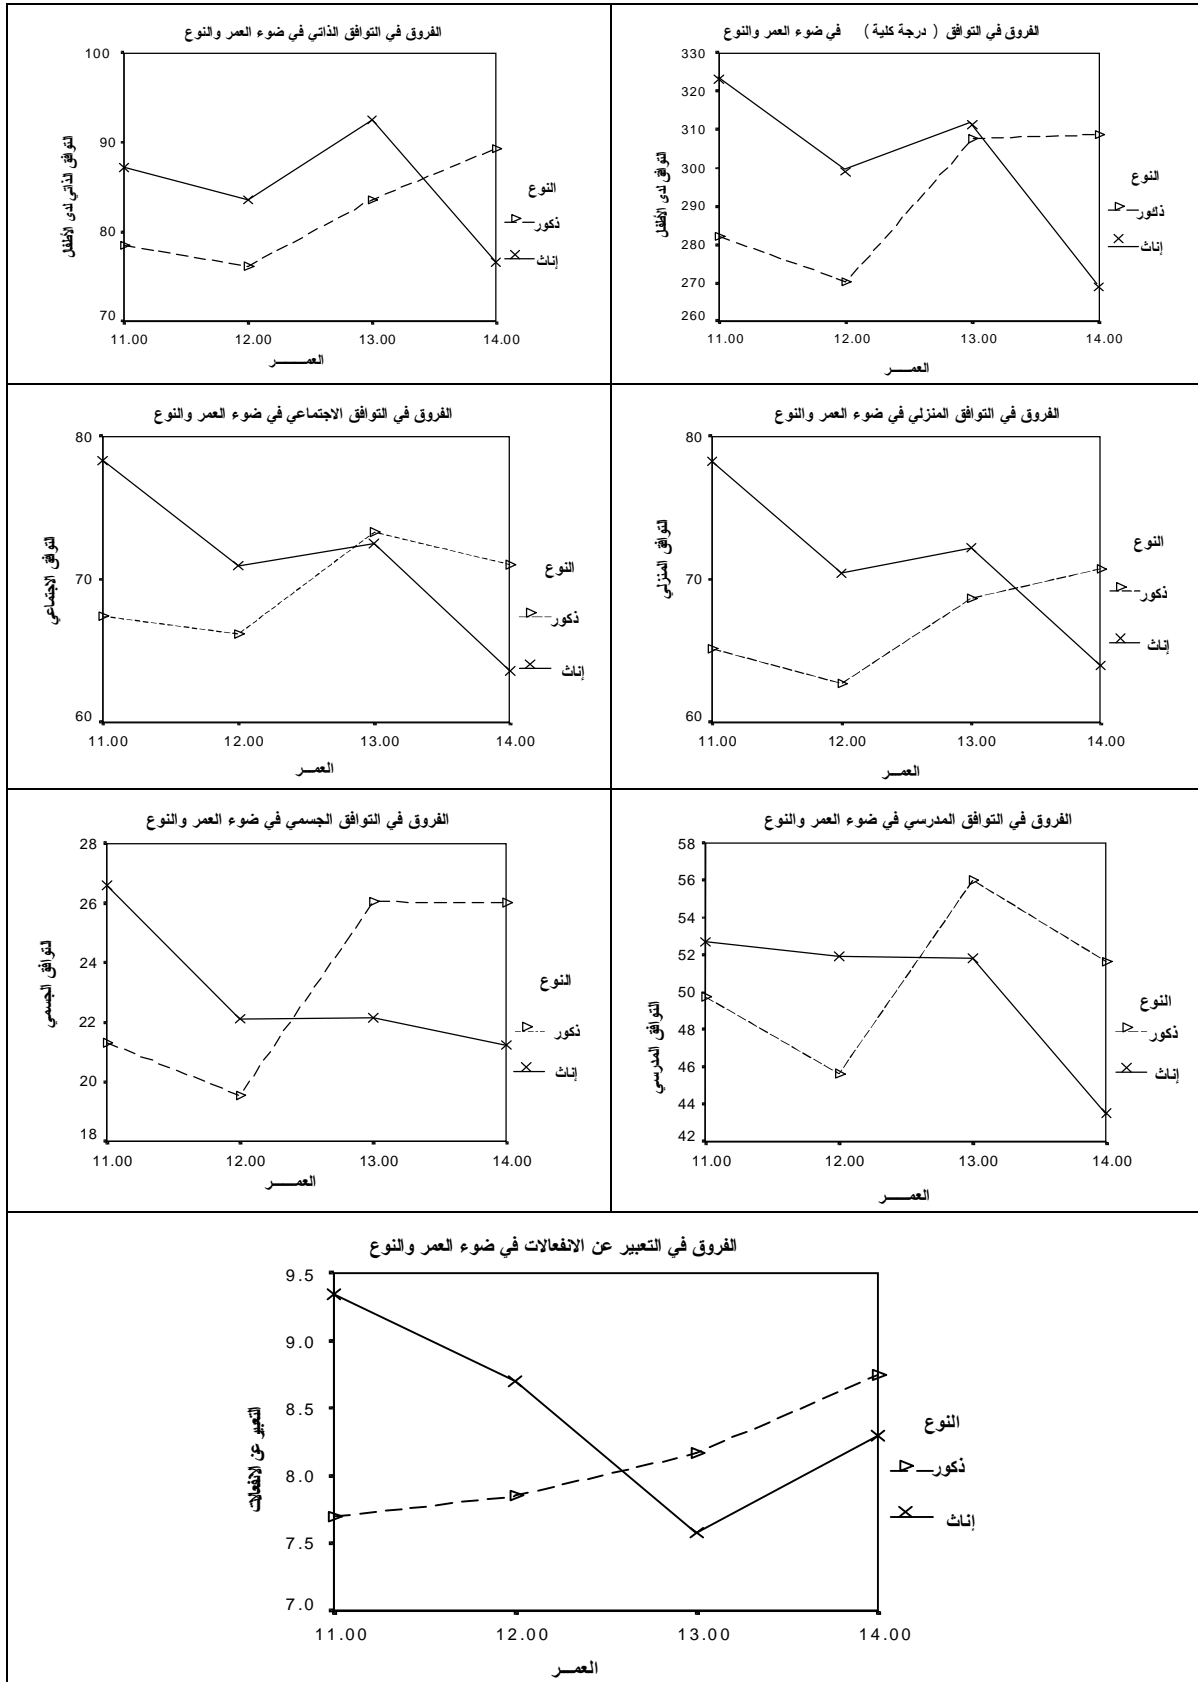 الفروق في التوافق ( درجة كلية ) في ضوء العمر والنوع
330
320
310
300
290
280
270
260
التوافق لدى الأطفال
11.00 12.00 13.00 14.00
العمــــر
النوع
ذكور
إناث
الفروق في التوافق الذاتي في ضوء العمر والنوع
100
90
80
70
التوافق الذاتي لدى الأطفال
11.00 12.00 13.00 14.00
العمــــــــر
النوع
ذكور
إناث
الفروق في التوافق المنزلي في ضوء العمر والنوع
80
70
60
التوافق المنزلي
11.00 12.00 13.00 14.00
العمـــر
النوع
ذكور
إناث
الفروق في التوافق الاجتماعي في ضوء العمر والنوع
80
70
60
التوافق الاجتماعي
11.00 12.00 13.00 14.00
العمـــر
النوع
ذكور
إناث
الفروق في التوافق المدرسي في ضوء العمر والنوع
58
56
54
52
50
48
46
44
42
التوافق المدرسي
11.00 12.00 13.00 14.00
العمـــــر
النوع
ذكور
إناث
الفروق في التوافق الجسمي في ضوء العمر والنوع
28
26
24
22
20
18
التوافق الجسمي
11.00 12.00 13.00 14.00
العمـــــر
النوع
ذكور
إناث
الفروق في التعبير عن الانفعالات في ضوء العمر والنوع
9.5
9.0
8.5
8.0
7.5
7.0
التعبير عن الانفعالات
11.00 12.00 13.00 14.00
العمــر
النوع
ذكور
إناث